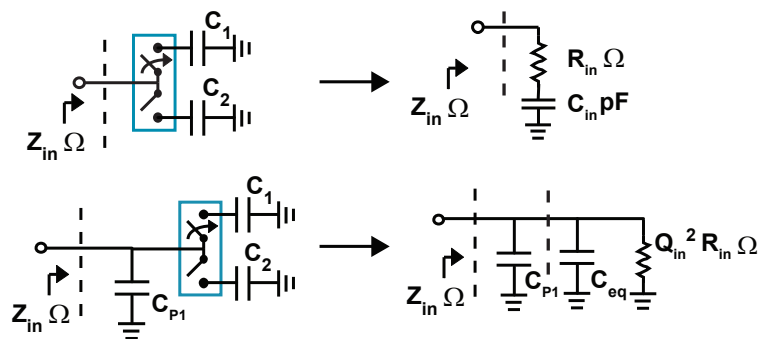 C1
C2
Zin Ω
Rin Ω
Cin pF
Zin Ω
C1
C2
CP1
Zin Ω
CP1
Ceq
Qin² Rin Ω
Zin Ω